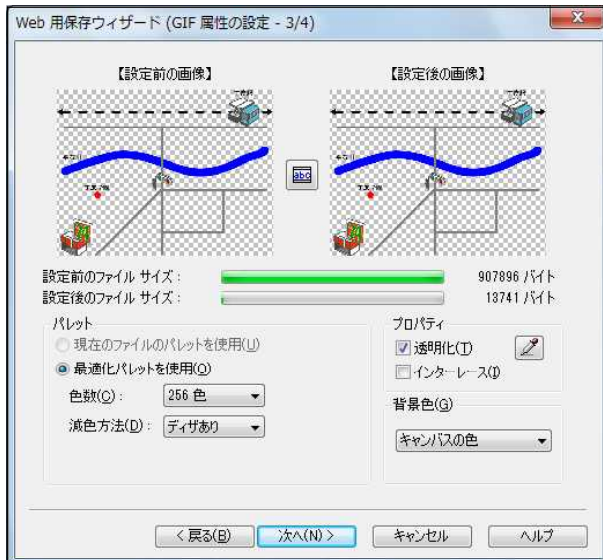 Web 用保存ウィザード (GIF 属性の設定 - 3/4)
【設定前の画像】 【設定後の画像】
abc
設定前のファイル サイズ : 907896 バイト
設定後のファイル サイズ : 13741 バイト
パレット
現在のファイルのパレットを使用(U)
最適化パレットを使用(O)
色数(C) : 256 色
減色方法(D) : ディザあり
プロパティ
透明化(T)
インターレース(I)
背景色(G)
キャンバスの色
< 戻る(B) 次へ(N) > キャンセル ヘルプ